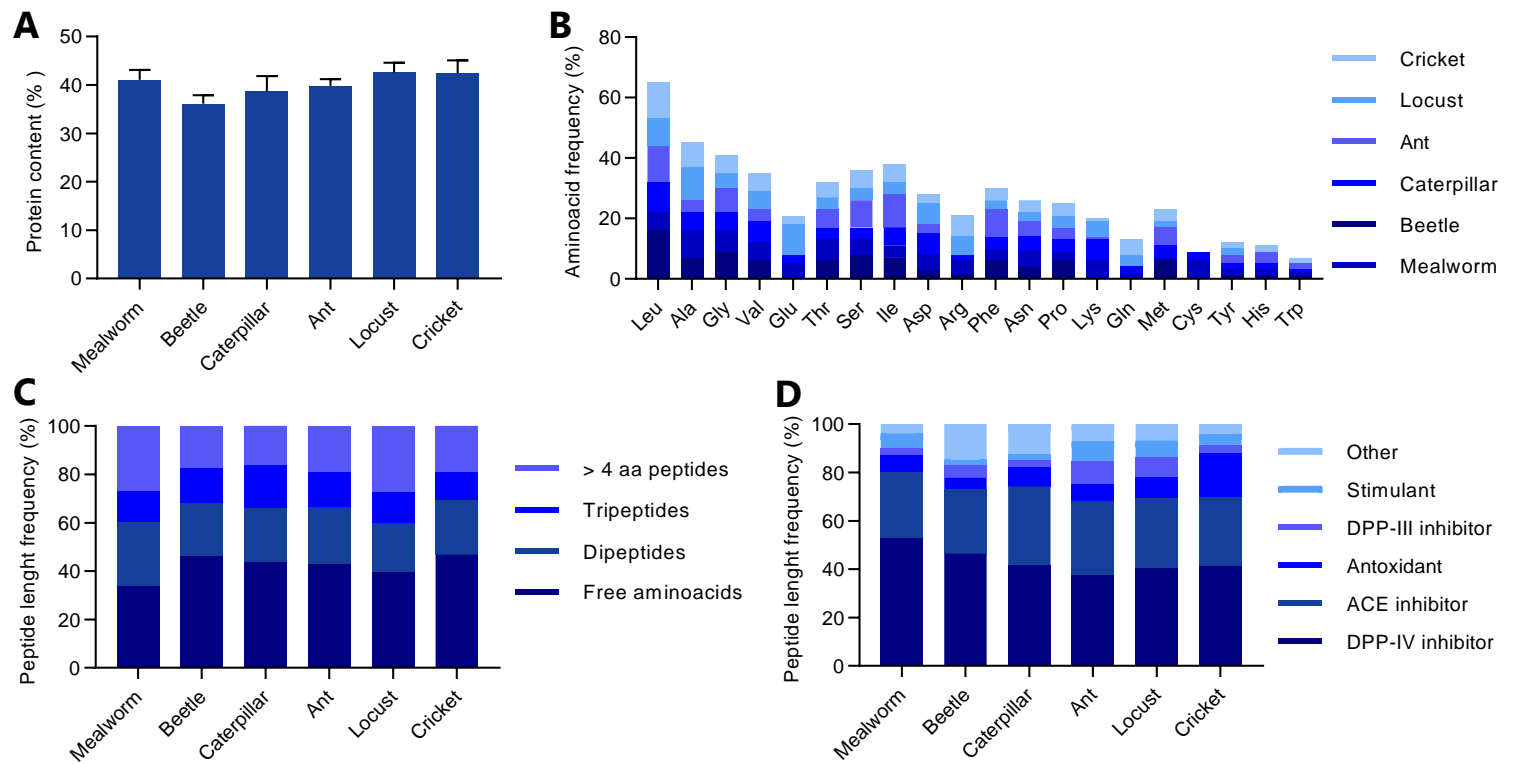 A
Protein content (% )
50
40
30
20
10
0
Mealworm
Beetle
Caterpillar
Ant
Locust
Cricket
B
Aminoacid frequency (%)
80
60
40
20
0
Leu
Ala
Gly
Val
Glu
Thr
Ser
Ile
Asp
Arg
Phe
Asn
Pro
Lys
Gln
Met
Cys
Tyr
His
Trp
Cricket
Locust
Ant
Caterpillar
Beetle
Mealworm
C
Peptide lenght frequency (%)
100
80
60
40
20
0
Mealworm
Beetle
Caterpillar
Ant
Locust
Cricket
> 4 aa peptides
Tripeptides
Dipeptides
Free aminoacids
D
Peptide lenght frequency (%)
100
80
60
40
20
0
Mealworm
Beetle
Caterpillar
Ant
Locust
Cricket
Other
Stimulant
DPP-III inhibitor
Antoxidant
ACE inhibitor
DPP-IV inhibitor